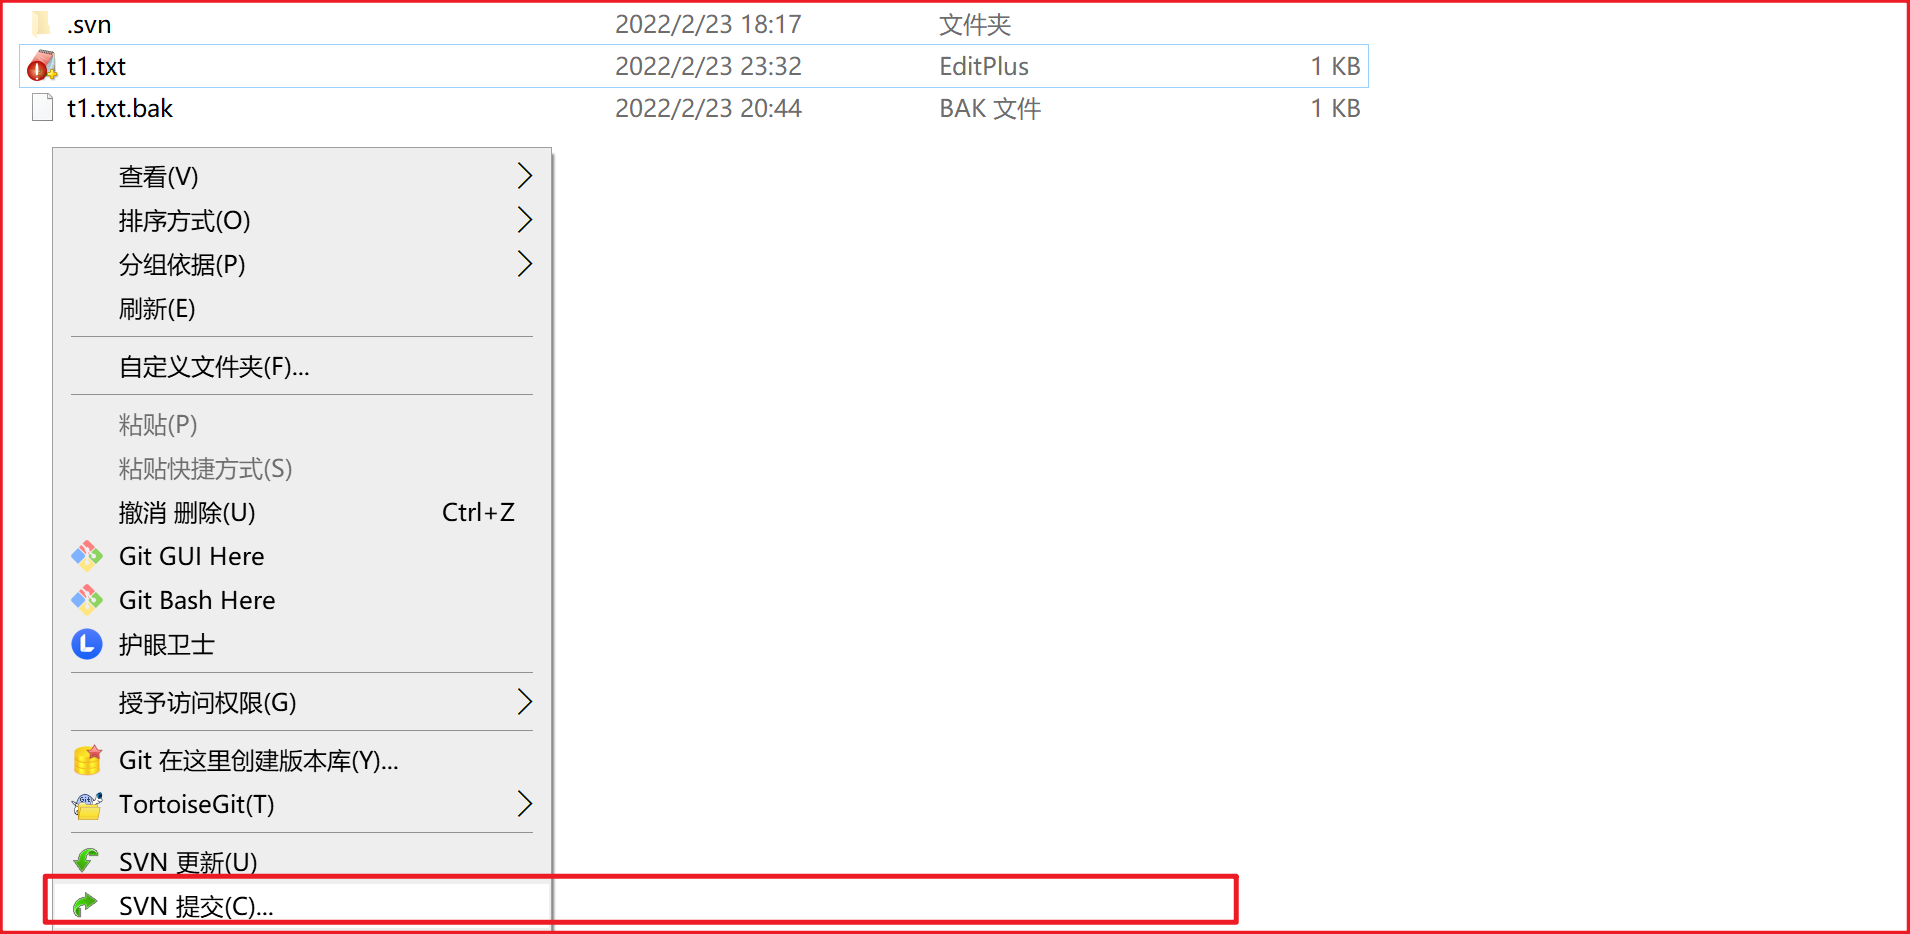 .svn 2022/2/23 18:17 文件夹
t1.txt 2022/2/23 23:32 EditPlus 1 KB
t1.txt.bak 2022/2/23 20:44 BAK 文件 1 KB
查看(V)
排序方式(O)
分组依据(P)
刷新(E)
自定义文件夹(F)...
粘贴(P)
粘贴快捷方式(S)
撤消 删除(U) Ctrl+Z
Git GUI Here
Git Bash Here
护眼卫士
授予访问权限(G)
Git 在这里创建版本库(Y)...
TortoiseGit(T)
SVN 更新(U)
SVN 提交(C)...